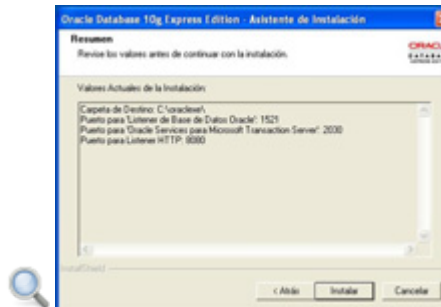 Oracle Database 10g Express Edition - Asistente de Instalación
Resumen
Revise los valores antes de continuar con la instalación.
ORACLE
DATABASE
Valores Actuales de la Instalación:
Carpeta de Destino: C:\oraclexe\
Puerto para 'Listener de Base de Datos Oracle': 1521
Puerto para 'Oracle Services para Microsoft Transaction Server': 2030
Puerto para Listener HTTP: 8080
InstallShield
< Atrás
Instalar
Cancelar